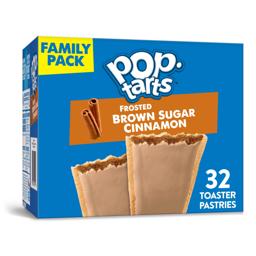 FAMILY
PACK
pop.
tarts
FROSTED
BROWN SUGAR
CINNAMON
32
TOASTER
PASTRIES